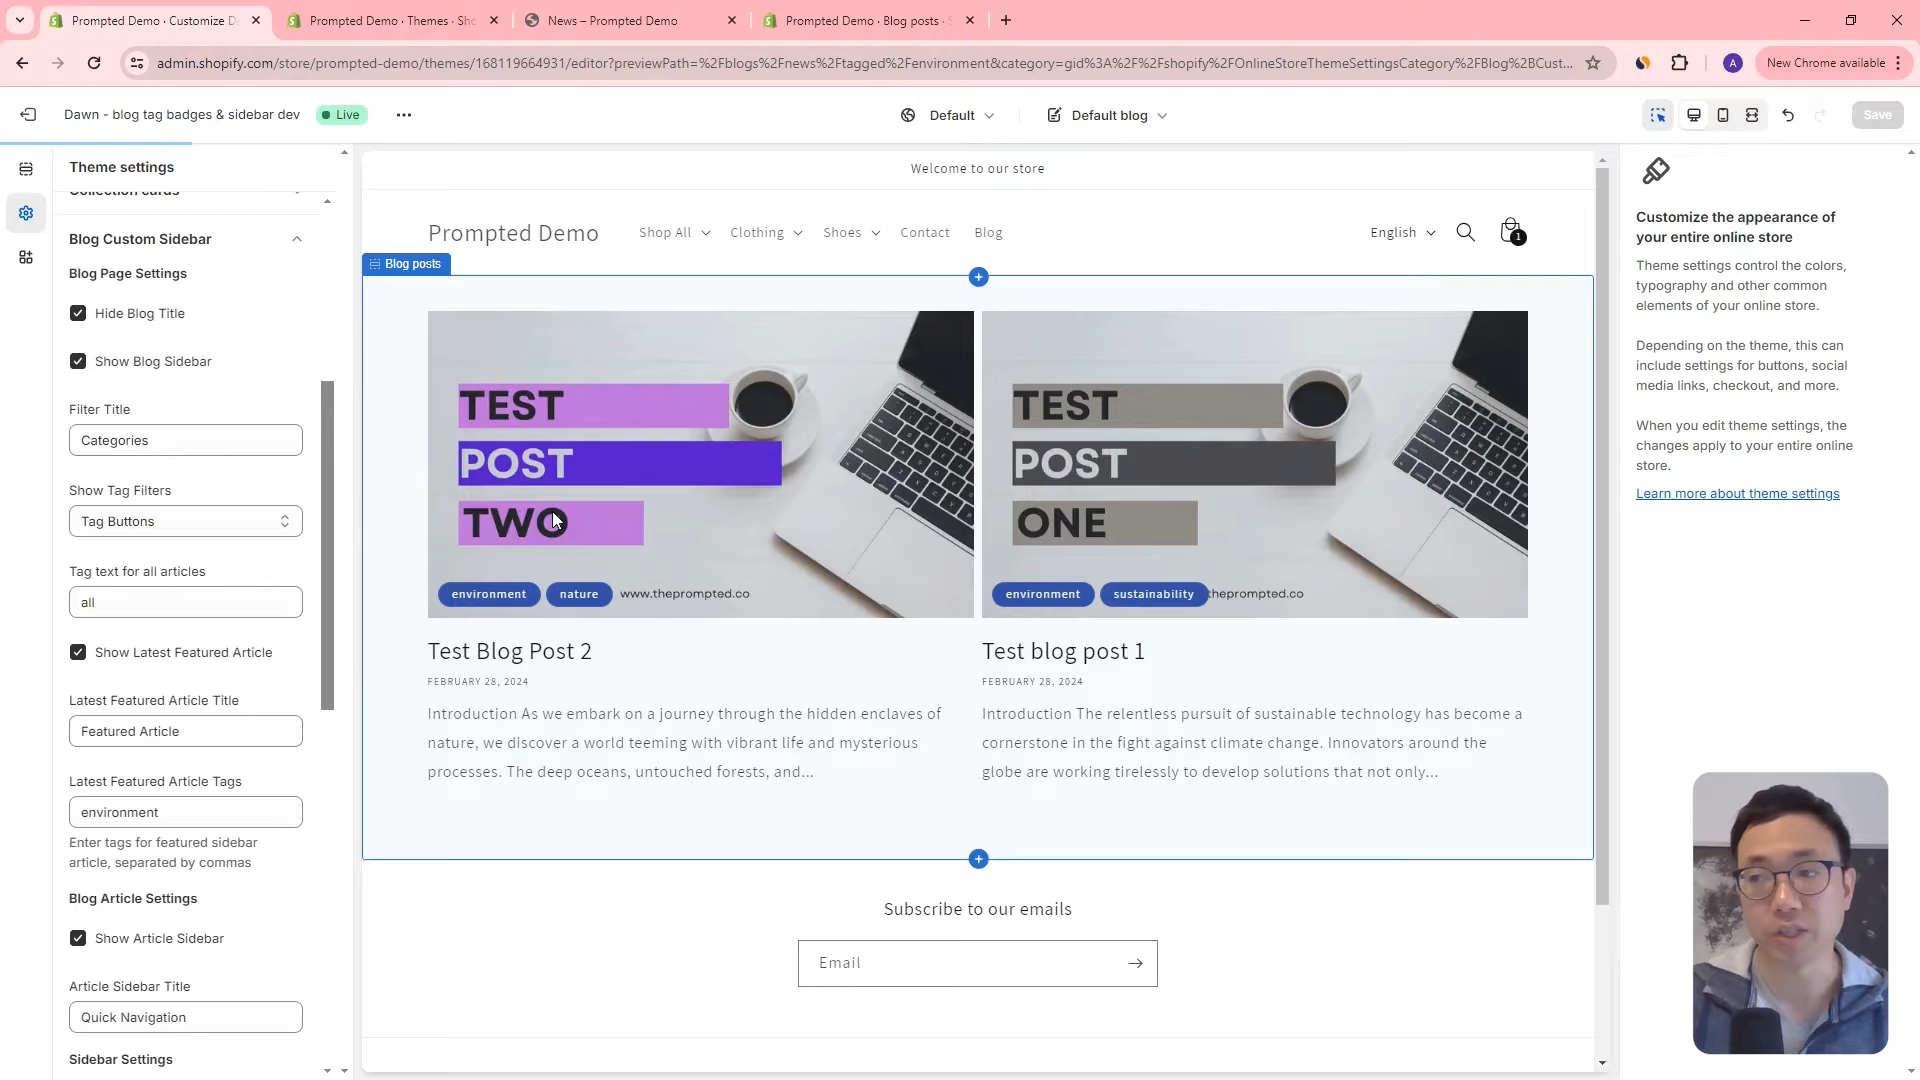 Prompted Demo · Customize D
Prompted Demo · Themes · Sho
News – Prompted Demo
Prompted Demo · Blog posts · S
admin.shopify.com/store/prompted-demo/themes/168119664931/editor?previewPath=%2Fblogs%2Fnews%2Ftagged%2Fenvironment&category=gid%3A%2F%2Fshopify%2FOnlineStoreThemeSettingsCategory%2FBlog%2BCust...
A
New Chrome available
Dawn - blog tag badges & sidebar dev
Live
Default
Default blog
Save
Theme settings
Collection cards
Blog Custom Sidebar
Blog Page Settings
Hide Blog Title
Show Blog Sidebar
Filter Title
Categories
Show Tag Filters
Tag Buttons
Tag text for all articles
all
Show Latest Featured Article
Latest Featured Article Title
Featured Article
Latest Featured Article Tags
environment
Enter tags for featured sidebar
article, separated by commas
Blog Article Settings
Show Article Sidebar
Article Sidebar Title
Quick Navigation
Sidebar Settings
Welcome to our store
Prompted Demo
Shop All
Clothing
Shoes
Contact
Blog
English
1
Blog posts
TEST
POST
TWO
environment
nature
www.theprompted.co
Test Blog Post 2
FEBRUARY 28, 2024
Introduction As we embark on a journey through the hidden enclaves of
nature, we discover a world teeming with vibrant life and mysterious
processes. The deep oceans, untouched forests, and...
TEST
POST
ONE
environment
sustainability
theprompted.co
Test blog post 1
FEBRUARY 28, 2024
Introduction The relentless pursuit of sustainable technology has become a
cornerstone in the fight against climate change. Innovators around the
globe are working tirelessly to develop solutions that not only...
Subscribe to our emails
Email
Customize the appearance of
your entire online store
Theme settings control the colors,
typography and other common
elements of your online store.
Depending on the theme, this can
include settings for buttons, social
media links, checkout, and more.
When you edit theme settings, the
changes apply to your entire online
store.
Learn more about theme settings